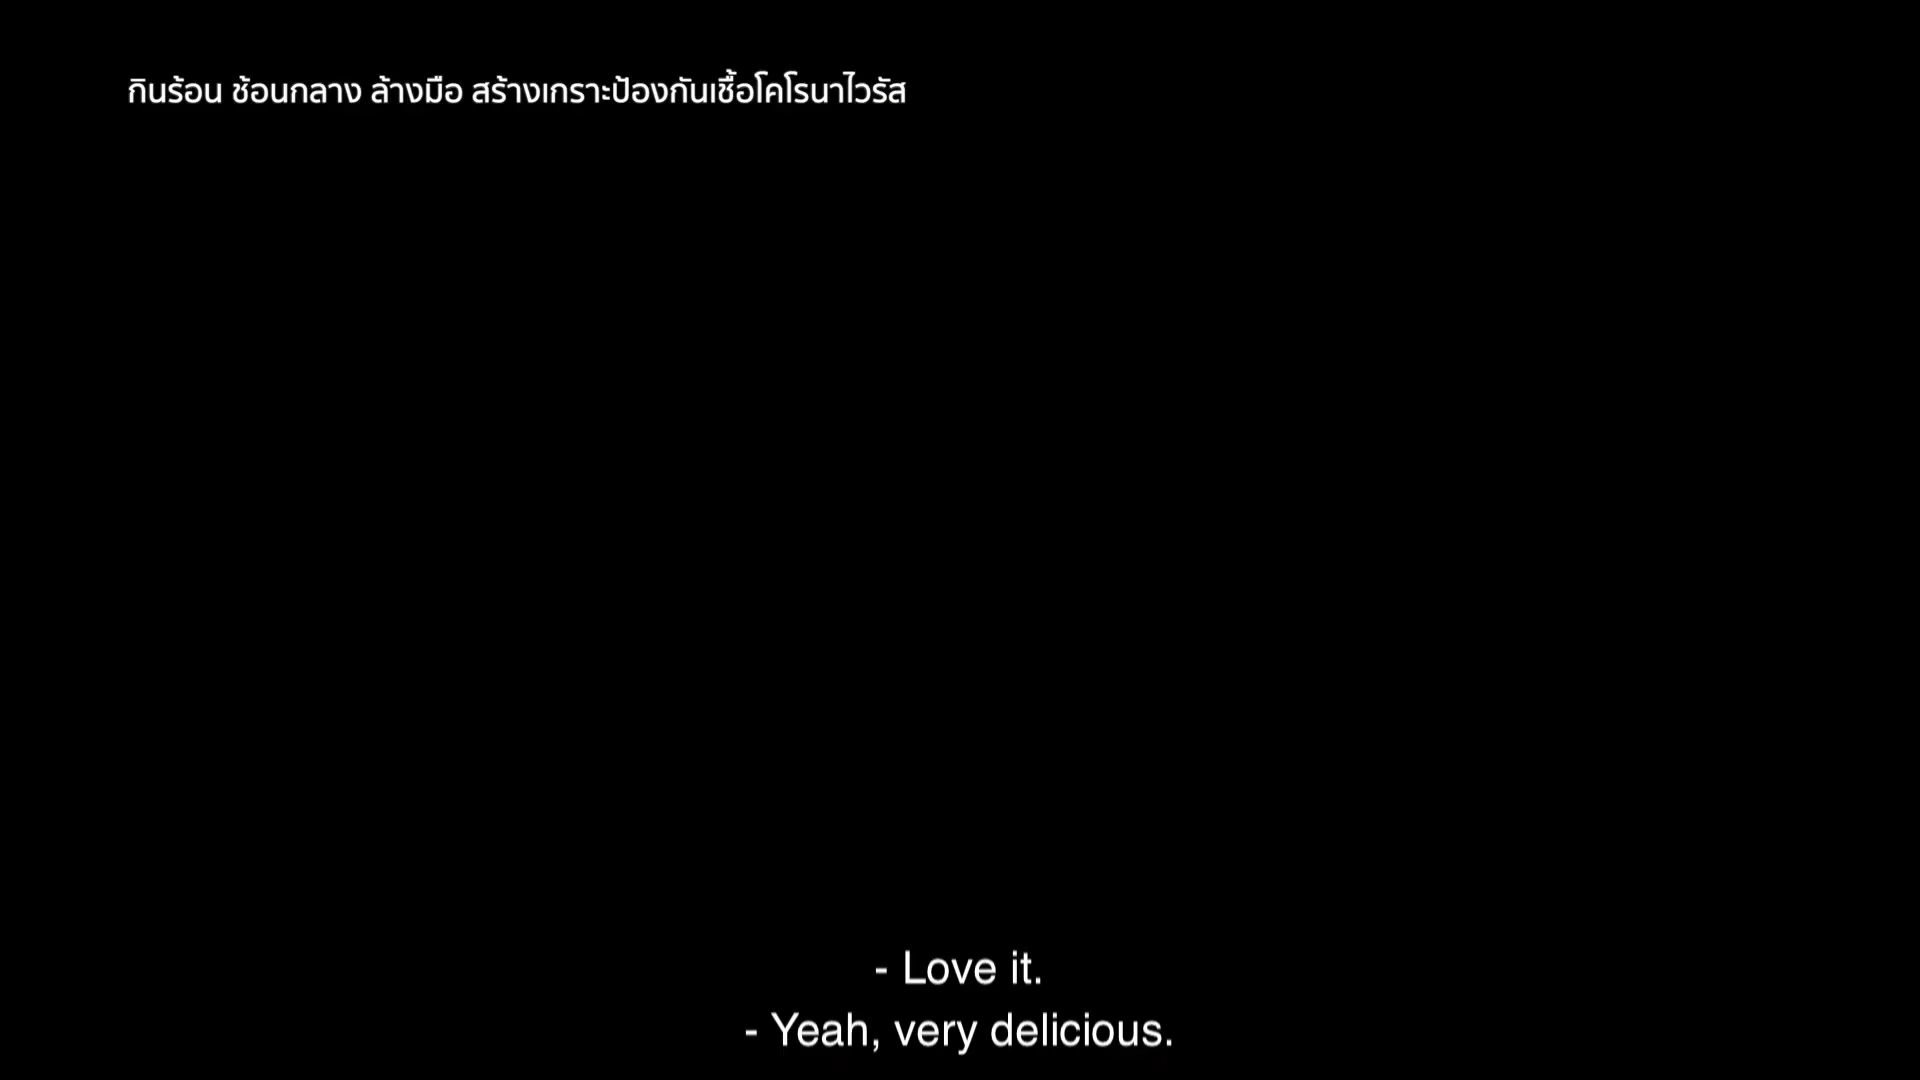 กินร้อน ช้อนกลาง ล้างมือ สร้างเกราะป้องกันเชื้อโคโรนาไวรัส
- Love it.
- Yeah, very delicious.